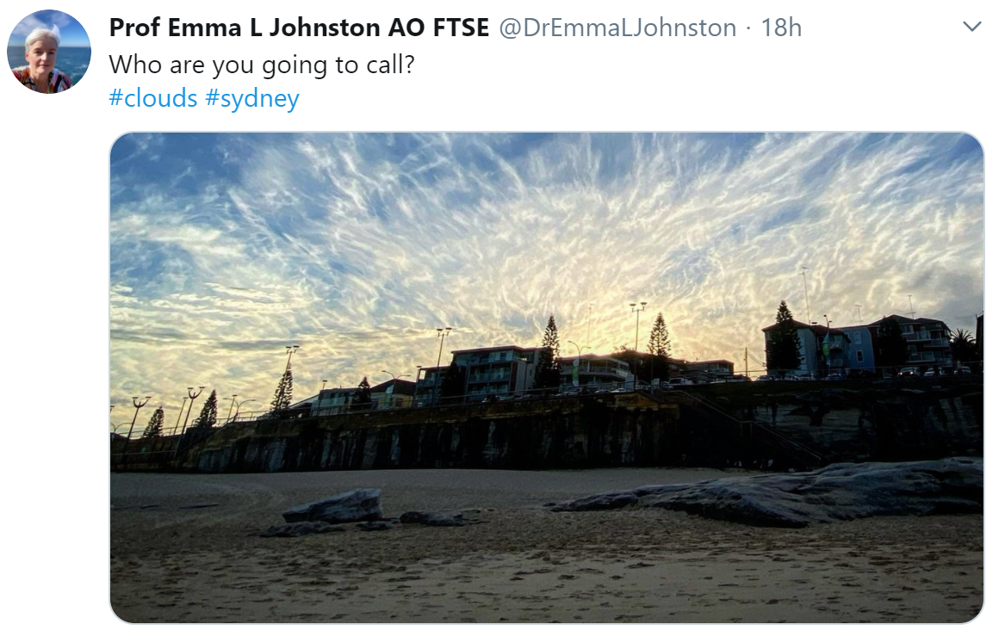 Prof Emma L Johnston AO FTSE @DrEmmaLJohnston · 18h
Who are you going to call?
#clouds #sydney